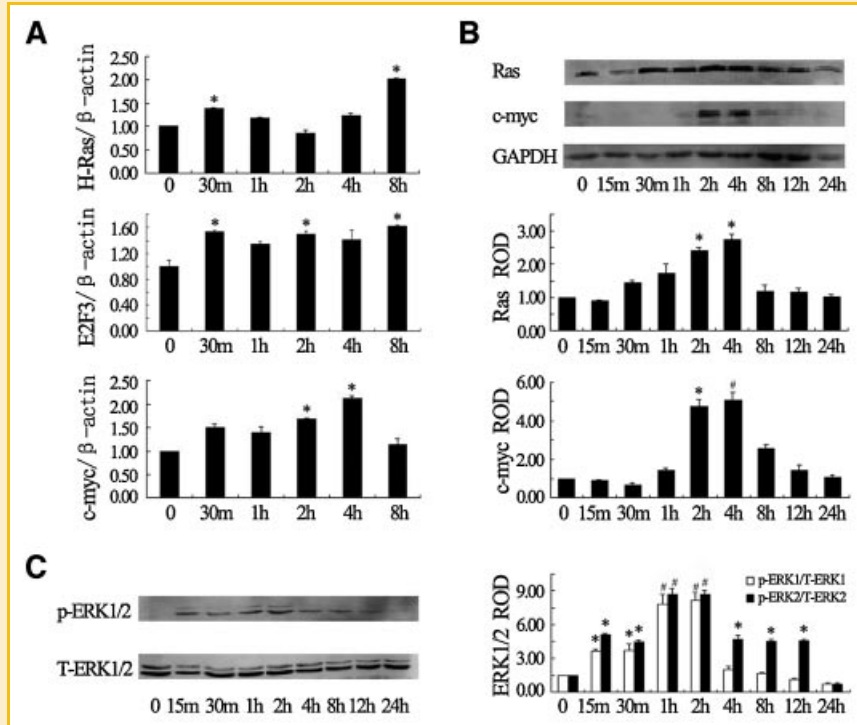 A
H-Ras/β-actin
2.50
2.00
1.50
1.00
0.50
0.00
0 30m 1h 2h 4h 8h
* *
E2F3/β-actin
1.60
1.20
0.80
0.40
0.00
0 30m 1h 2h 4h 8h
* * *
c-myc/β-actin
2.50
2.00
1.50
1.00
0.50
0.00
0 30m 1h 2h 4h 8h
* *
B
Ras
c-myc
GAPDH
0 15m 30m 1h 2h 4h 8h 12h 24h
Ras ROD
3.00
2.00
1.00
0.00
0 15m 30m 1h 2h 4h 8h 12h 24h
* *
c-myc ROD
6.00
4.00
2.00
0.00
0 15m 30m 1h 2h 4h 8h 12h 24h
* #
C
p-ERK1/2
T-ERK1/2
0 15m 30m 1h 2h 4h 8h 12h 24h
ERK1/2 ROD
9.00
6.00
3.00
0.00
p-ERK1/T-ERK1
p-ERK2/T-ERK2
* * * * # # # # * * *
0 15m 30m 1h 2h 4h 8h 12h 24h